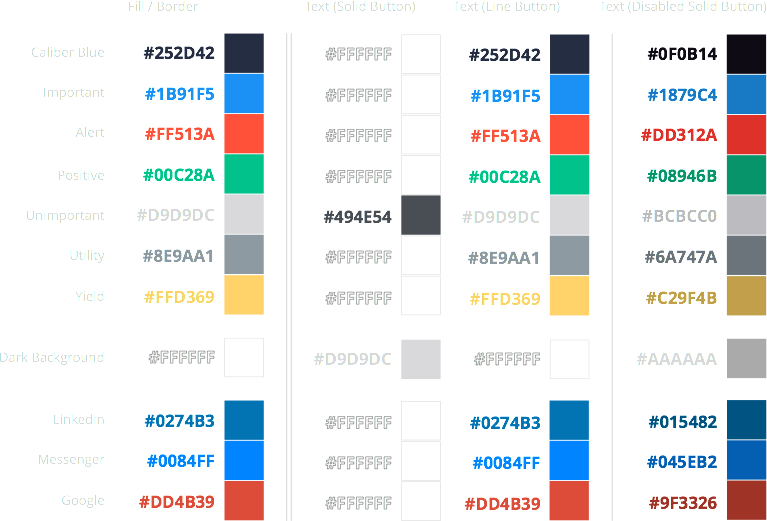 Fill / Border Text (Solid Button) Text (Line Button) Text (Disabled Solid Button)
Caliber Blue #252D42 #FFFFFF #252D42 #0F0B14
Important #1B91F5 #FFFFFF #1B91F5 #1879C4
Alert #FF513A #FFFFFF #FF513A #DD312A
Positive #00C28A #FFFFFF #00C28A #08946B
Unimportant #D9D9DC #494E54 #D9D9DC #BCBCC0
Utility #8E9AA1 #FFFFFF #8E9AA1 #6A747A
Yield #FFD369 #FFFFFF #FFD369 #C29F4B
Dark Background #FFFFFF #D9D9DC #FFFFFF #AAAAAA
Linkedin #0274B3 #FFFFFF #0274B3 #015482
Messenger #0084FF #FFFFFF #0084FF #045EB2
Google #DD4B39 #FFFFFF #DD4B39 #9F3326